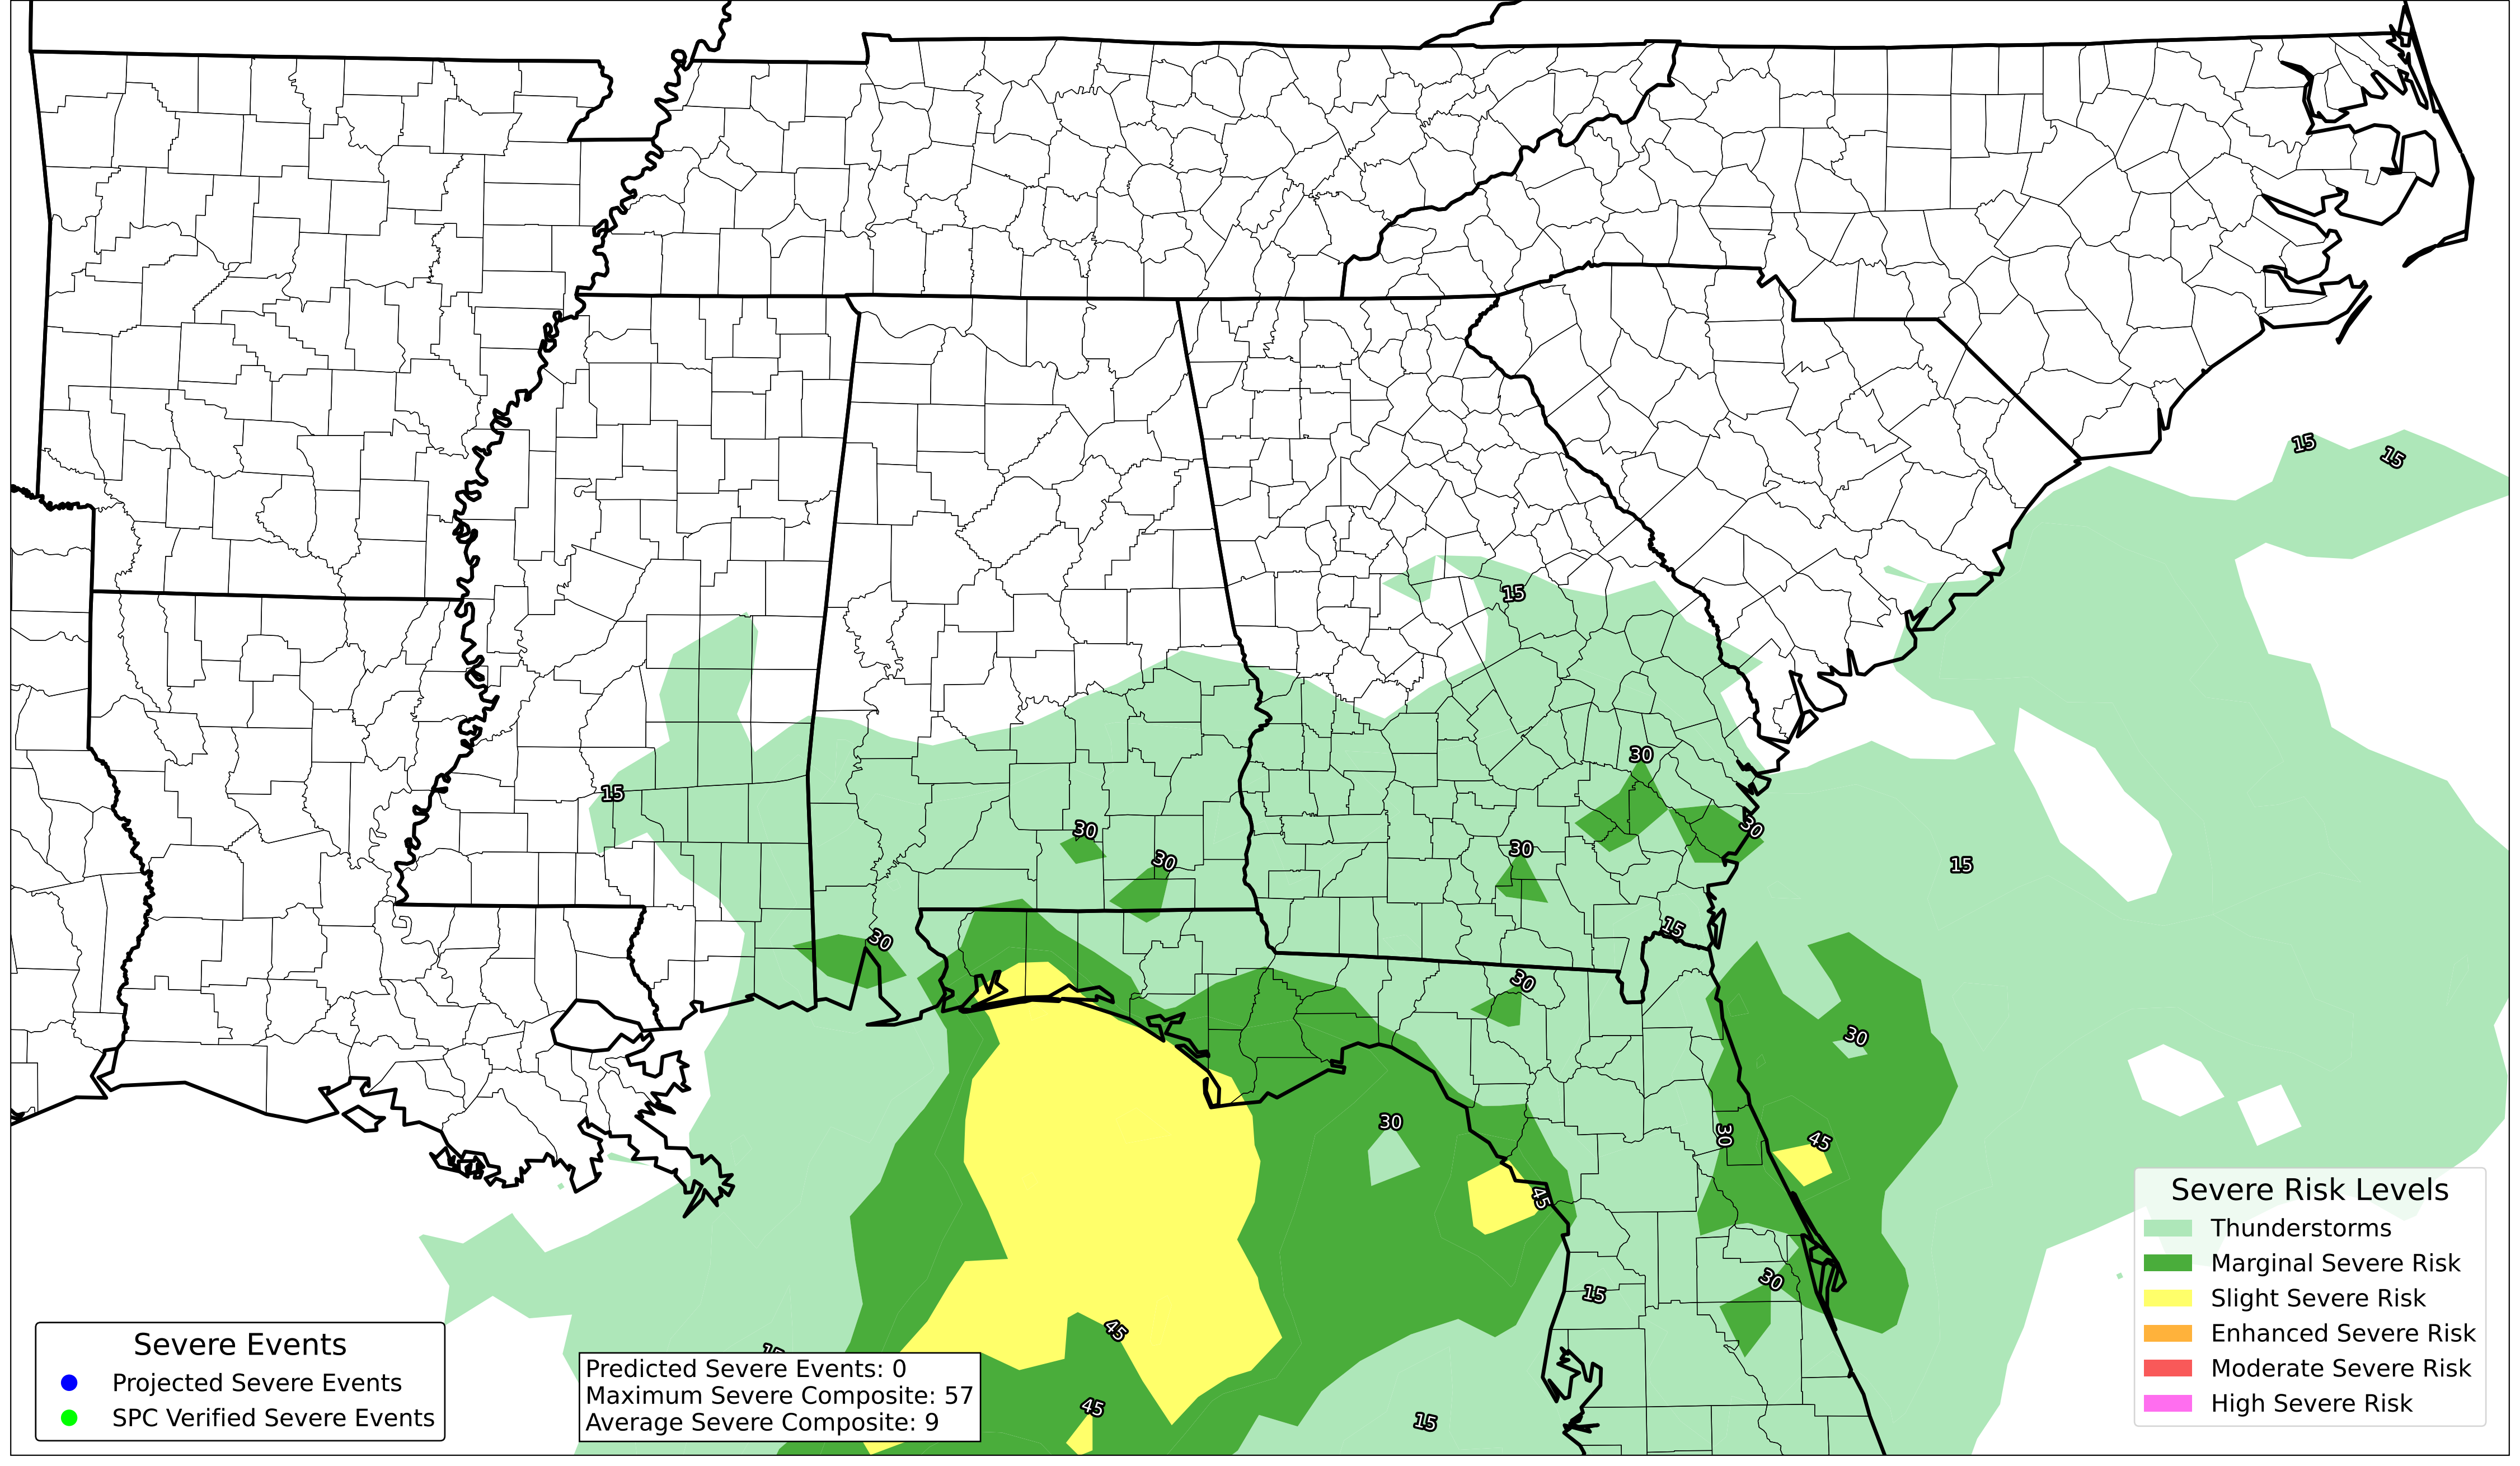 15
15
15
15
30
30
30
30
30
15
30
15
30
30
30
30
45
45
30
15
45
45
15
Severe Risk Levels
Thunderstorms
Marginal Severe Risk
Slight Severe Risk
Enhanced Severe Risk
Moderate Severe Risk
High Severe Risk
Severe Events
Projected Severe Events
SPC Verified Severe Events
Predicted Severe Events: 0
Maximum Severe Composite: 57
Average Severe Composite: 9